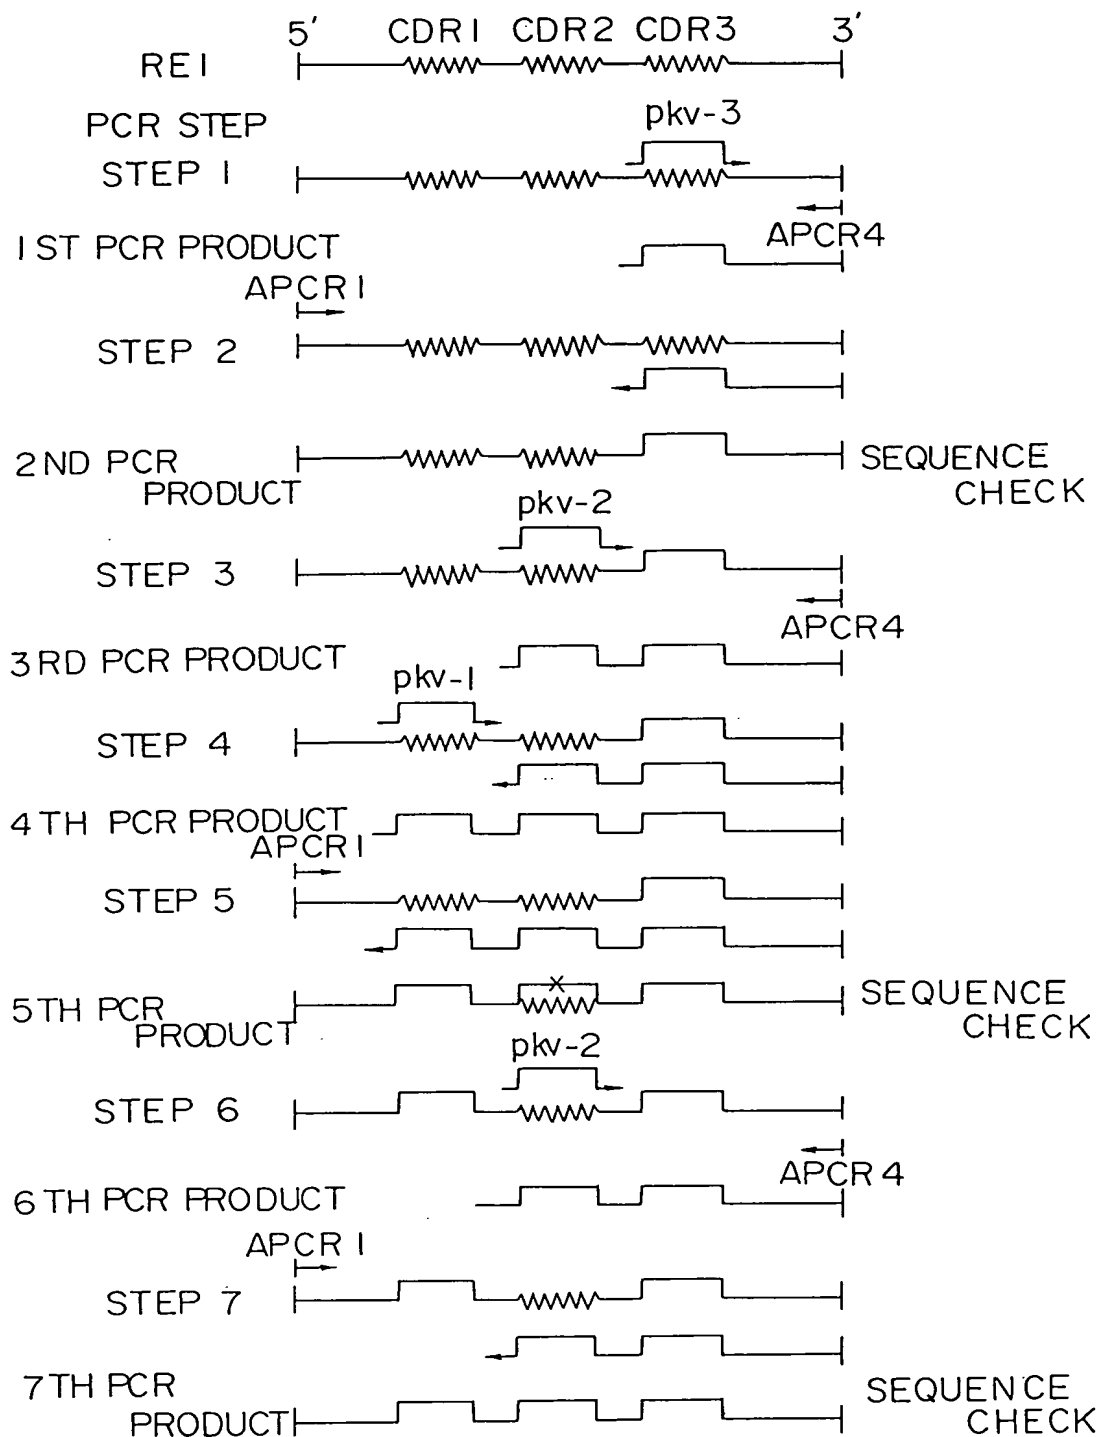 5' CDR1 CDR2 CDR3 3'
REI
PCR STEP
pkv-3
STEP 1
APCR4
1ST PCR PRODUCT
APCR1
STEP 2
2ND PCR PRODUCT
SEQUENCE CHECK
pkv-2
STEP 3
APCR4
3RD PCR PRODUCT
pkv-1
STEP 4
4TH PCR PRODUCT
APCR1
STEP 5
5TH PCR PRODUCT
x
SEQUENCE CHECK
pkv-2
STEP 6
APCR4
6TH PCR PRODUCT
APCR1
STEP 7
7TH PCR PRODUCT
SEQUENCE CHECK